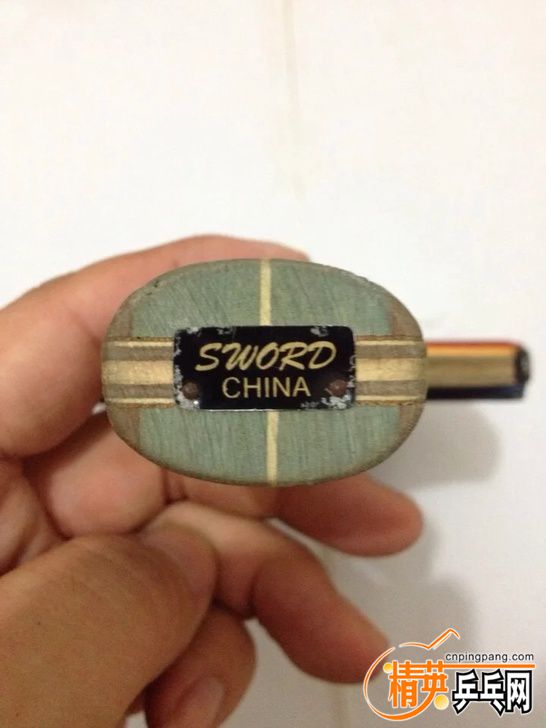 SWORD
CHINA
cnpingpang.com
精英乒乓网